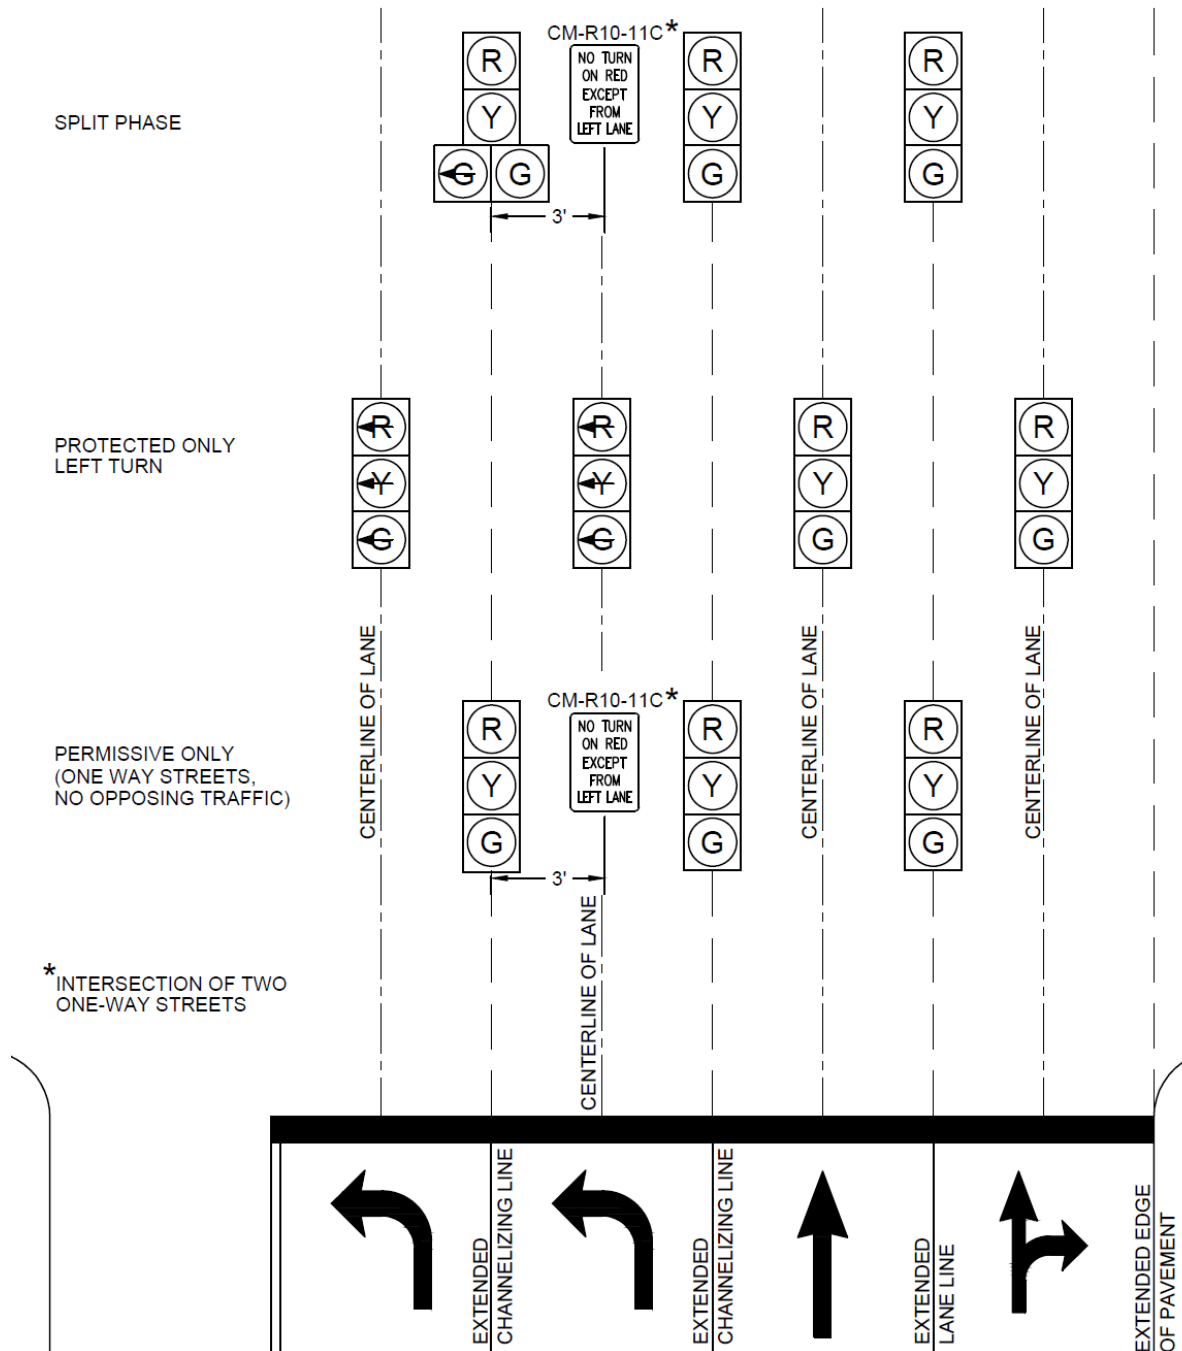 CM-R10-11C*
NO TURN
ON RED
EXCEPT
FROM
LEFT LANE
SPLIT PHASE
R
Y
G
G
R
Y
G
R
Y
G
3'
PROTECTED ONLY
LEFT TURN
R
Y
G
R
Y
G
R
Y
G
R
Y
G
CENTERLINE OF LANE
CENTERLINE OF LANE
CENTERLINE OF LANE
PERMISSIVE ONLY
(ONE WAY STREETS,
NO OPPOSING TRAFFIC)
R
Y
G
CM-R10-11C*
NO TURN
ON RED
EXCEPT
FROM
LEFT LANE
R
Y
G
R
Y
G
3'
CENTERLINE OF LANE
*INTERSECTION OF TWO
ONE-WAY STREETS
EXTENDED
CHANNELIZING LINE
EXTENDED
CHANNELIZING LINE
EXTENDED
LANE LINE
EXTENDED EDGE
OF PAVEMENT